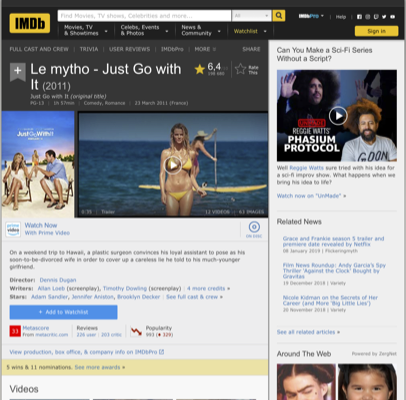 IMDb
Find Movies, TV shows, Celebrities and more...
All
IMDbPro
Help
Movies, TV & Showtimes
Celebs, Events & Photos
News & Community
Watchlist
Sign in
FULL CAST AND CREW | TRIVIA | USER REVIEWS | IMDbPro | MORE
SHARE
Le mytho - Just Go with It (2011)
Just Go with It (original title)
PG-13 | 1h 57min | Comedy, Romance | 23 March 2011 (France)
6,4
Rate This
JustGoWithIt
Trailer
12 VIDEOS | 63 IMAGES
prime video
Watch Now
With Prime Video
ON DISC
On a weekend trip to Hawaii, a plastic surgeon convinces his loyal assistant to pose as his
soon-to-be-divorced wife in order to cover up a careless lie he told to his much-younger
girlfriend.
Director: Dennis Dugan
Writers: Allan Loeb (screenplay), Timothy Dowling (screenplay) | 4 more credits »
Stars: Adam Sandler, Jennifer Aniston, Brooklyn Decker | See full cast & crew »
+ Add to Watchlist
33
Metascore
From metacritic.com
Reviews
226 user | 203 critic
Popularity
View production, box office, & company info on IMDbPro
5 wins & 11 nominations. See more awards »
Videos
Can You Make a Sci-Fi Series
Without a Script?
REGGIE WATTS'
PHASIUM
PROTOCOL
Well Reggie Watts sure tried with his idea for
a sci-fi improv show. What happens when
we bring his idea to life?
Watch now on "UnMade" »
Related News
Grace and Frankie season 5 trailer and
premiere date revealed by Netflix
08 January 2019 | Flickeringmyth
Film News Roundup: Andy Garcia's Spy
Thriller 'Against the Clock' Bought by
Gravitas
19 December 2018 | Variety
Nicole Kidman on the Secrets of Her
Career (and More 'Big Little Lies')
20 November 2018 | Variety
See all related articles »
Around The Web
Powered by ZergNet